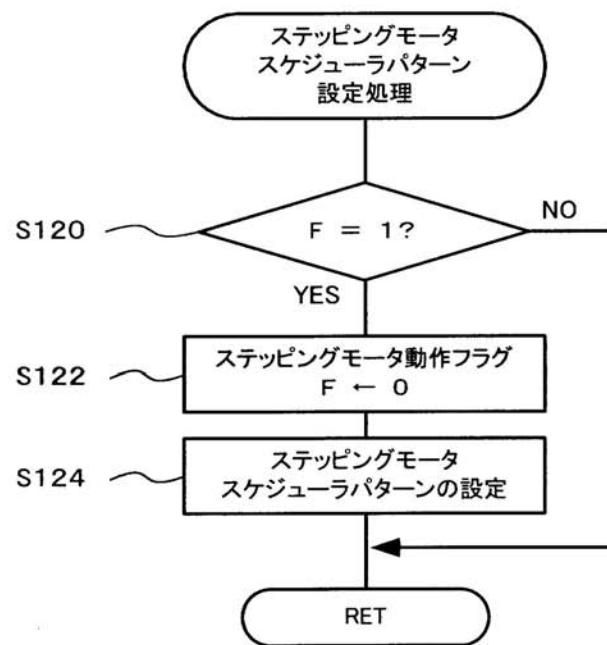 ステッピングモータ
スケジューラパターン
設定処理
S120
F = 1?
NO
YES
S122
ステッピングモータ動作フラグ
F ← 0
S124
ステッピングモータ
スケジューラパターンの設定
RET